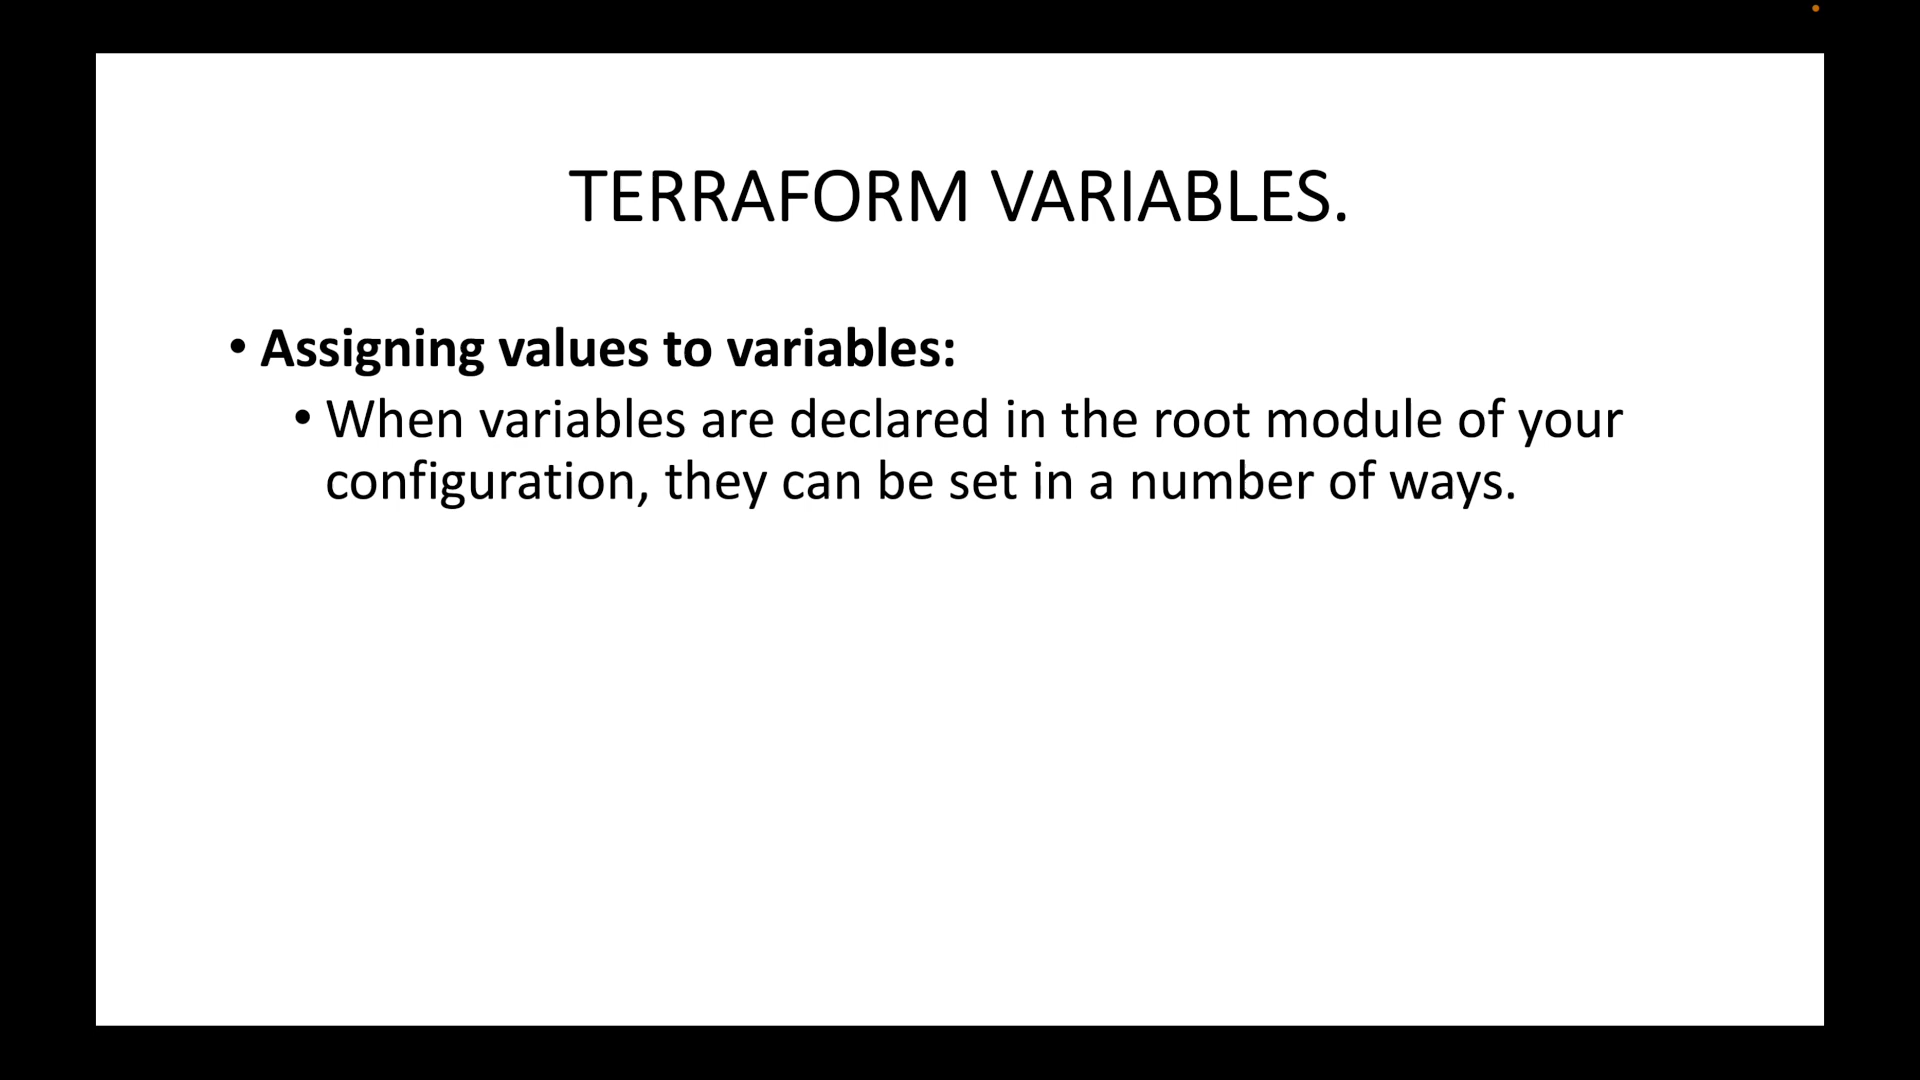 TERRAFORM VARIABLES.
• Assigning values to variables:
• When variables are declared in the root module of your
configuration, they can be set in a number of ways.